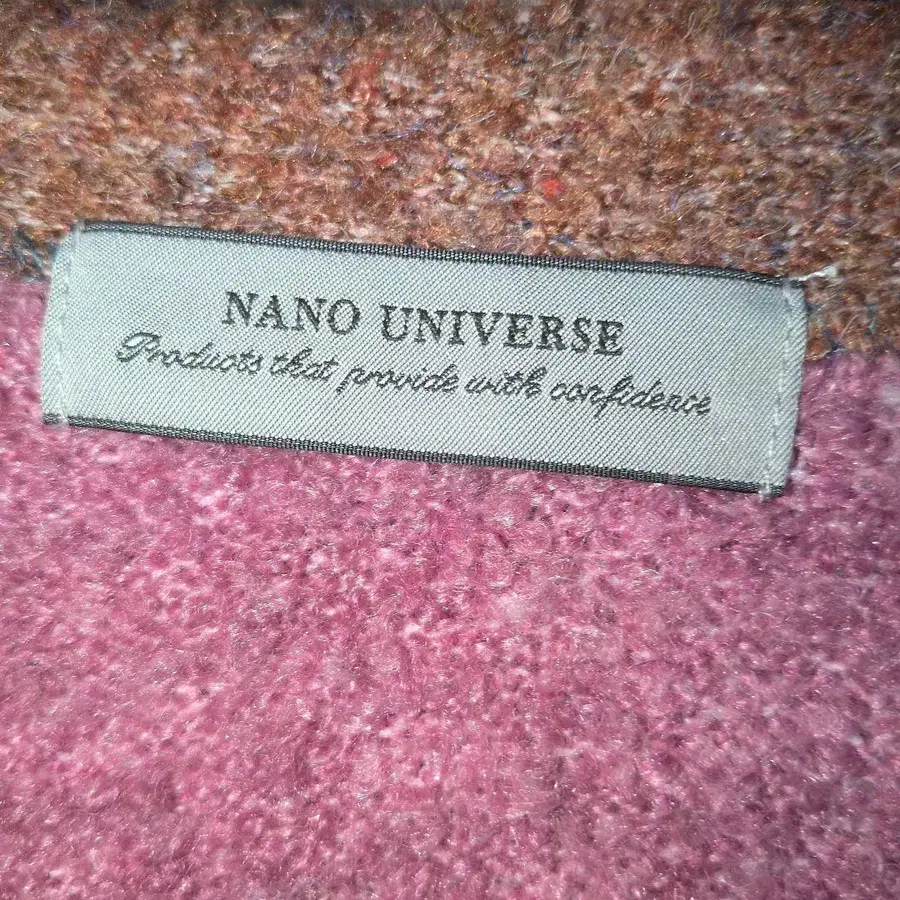 NANO UNIVERSE
Products that provide with confidence